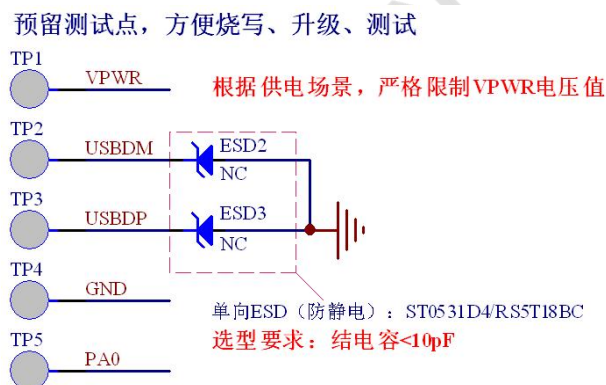 预留测试点，方便烧写、升级、测试
TP1
VPWR
根据供电场景，严格限制VPWR电压值
TP2
USBDM
ESD2
NC
TP3
USBDP
ESD3
NC
TP4
GND
单向ESD（防静电）：ST0531D4/RS5T18BC
TP5
选型要求：结电容<10pF
PA0